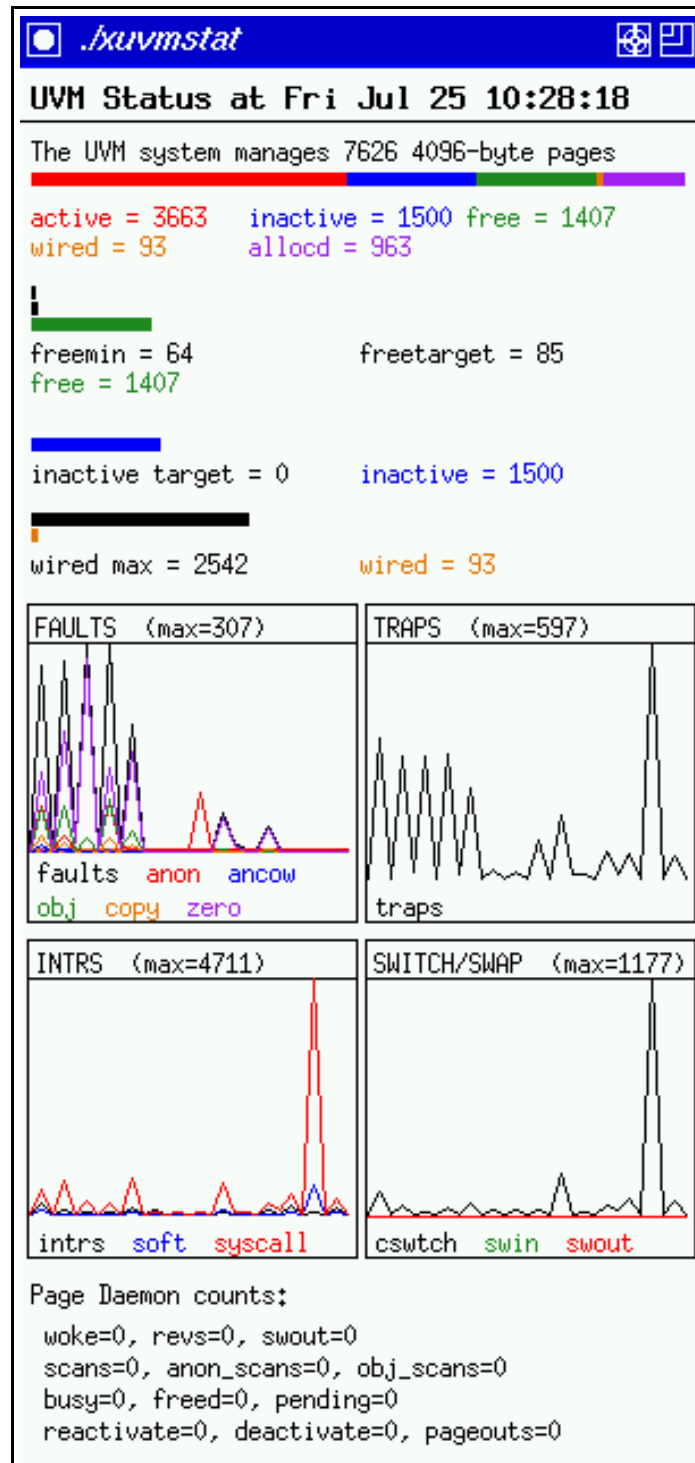 ./xuvmstat
UVM Status at Fri Jul 25 10:28:18
The UVM system manages 7626 4096-byte pages
active = 3663 inactive = 1500 free = 1407
wired = 93 allocd = 963
freemin = 64 freetarget = 85
free = 1407
inactive target = 0 inactive = 1500
wired max = 2542 wired = 93
FAULTS (max=307)
faults anon ancow
obj copy zero
TRAPS (max=597)
traps
INTRS (max=4711)
intrs soft syscall
SWITCH/SWAP (max=1177)
cswtch swin swout
Page Daemon counts:
woke=0, revs=0, swout=0
scans=0, anon_scans=0, obj_scans=0
busy=0, freed=0, pending=0
reactivate=0, deactivate=0, pageouts=0